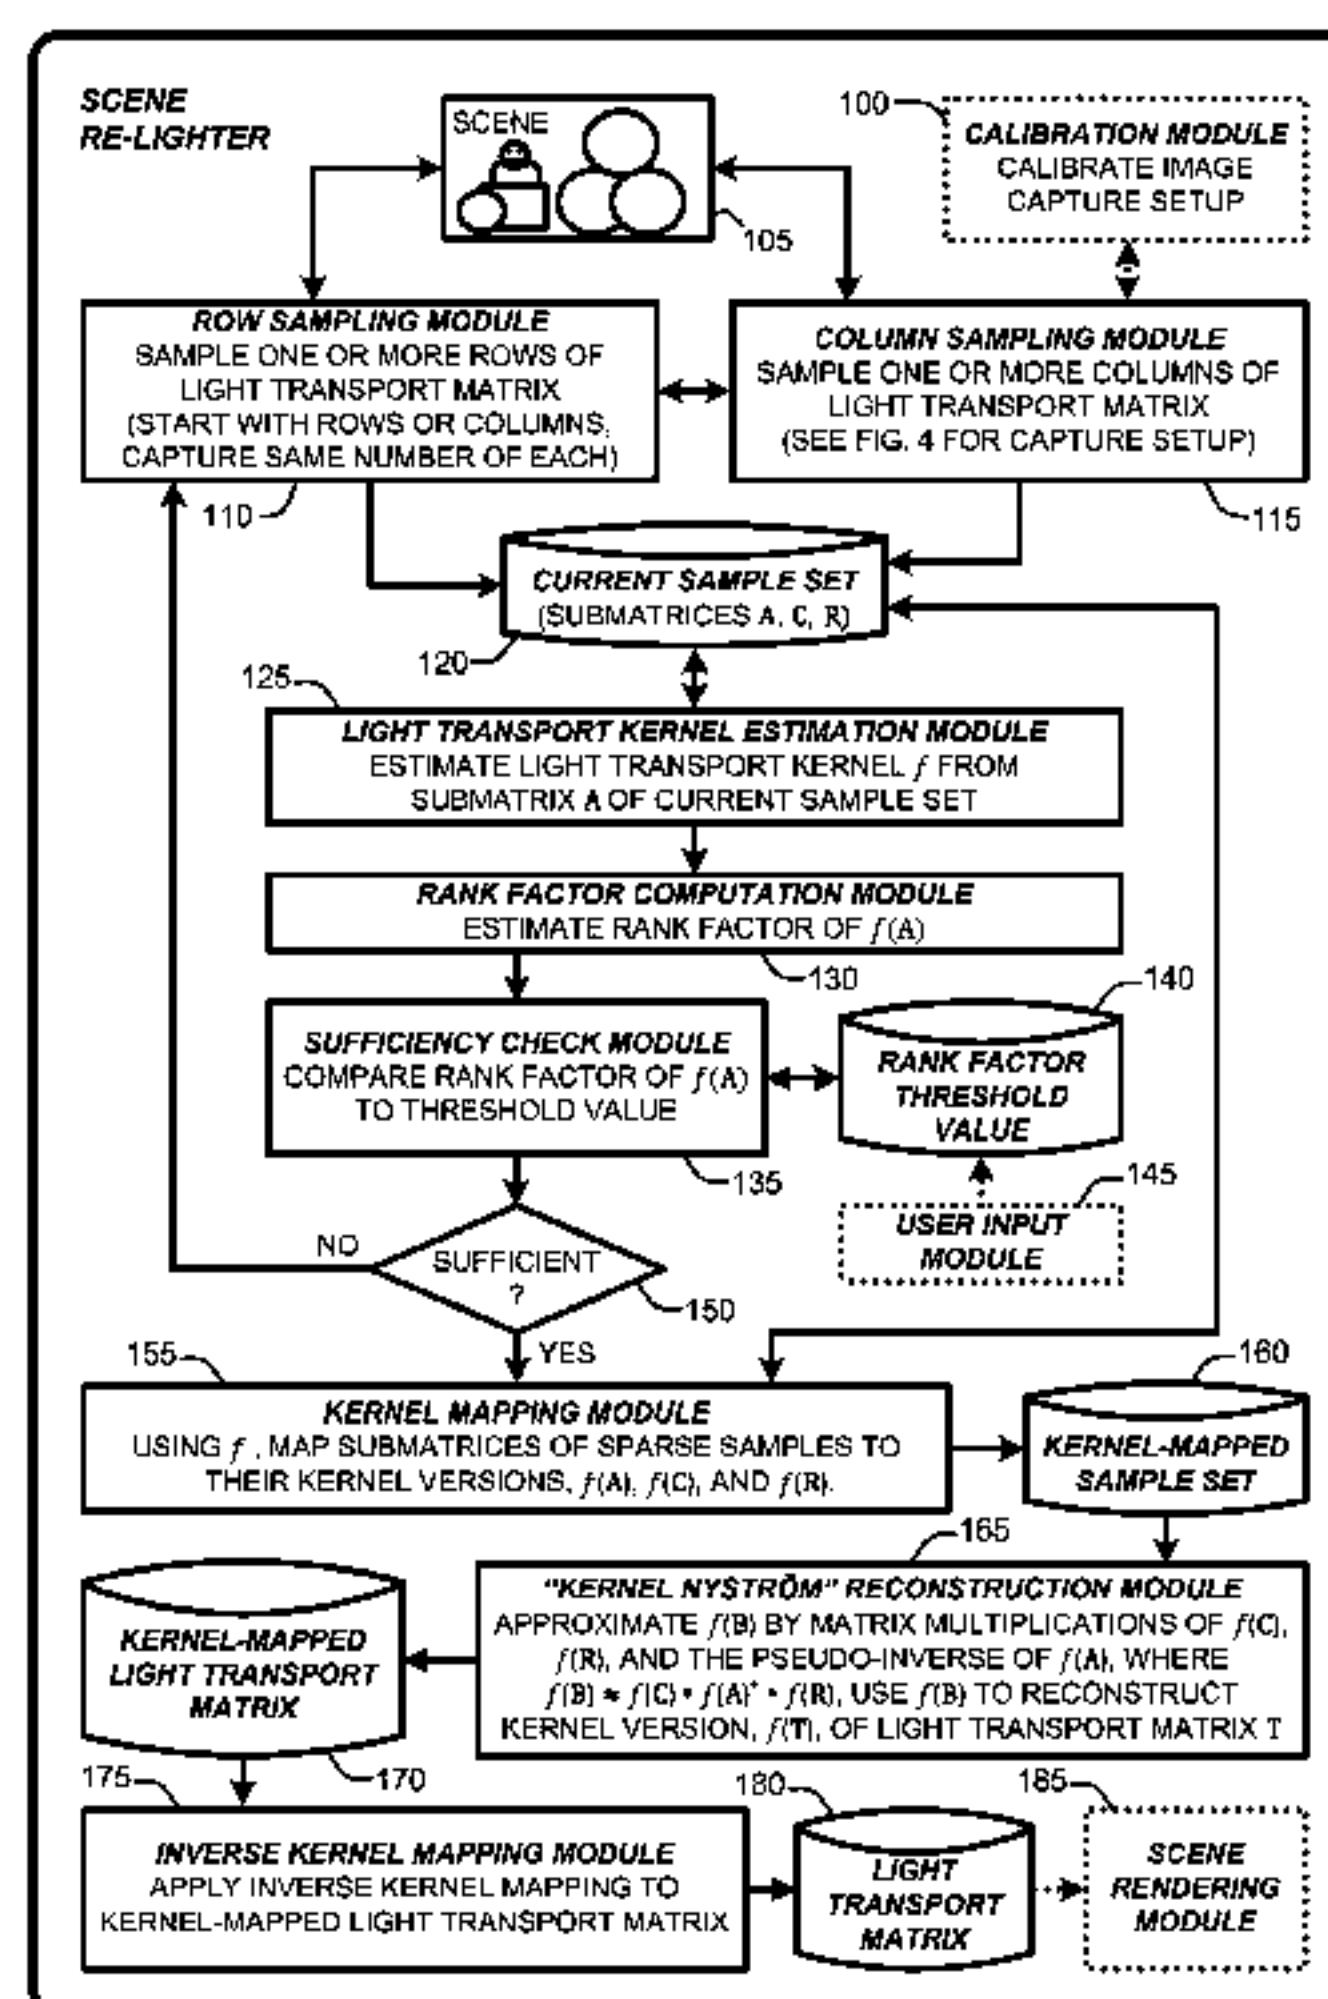 SCENE
RE-LIGHTER
SCENE
105
100
CALIBRATION MODULE
CALIBRATE IMAGE
CAPTURE SETUP
ROW SAMPLING MODULE
SAMPLE ONE OR MORE ROWS OF
LIGHT TRANSPORT MATRIX
(START WITH ROWS OR COLUMNS,
CAPTURE SAME NUMBER OF EACH)
110
COLUMN SAMPLING MODULE
SAMPLE ONE OR MORE COLUMNS OF
LIGHT TRANSPORT MATRIX
(SEE FIG. 4 FOR CAPTURE SETUP)
115
CURRENT SAMPLE SET
(SUBMATRICES A, C, R)
120
125
LIGHT TRANSPORT KERNEL ESTIMATION MODULE
ESTIMATE LIGHT TRANSPORT KERNEL f FROM
SUBMATRIX A OF CURRENT SAMPLE SET
RANK FACTOR COMPUTATION MODULE
ESTIMATE RANK FACTOR OF f(A)
130
SUFFICIENCY CHECK MODULE
COMPARE RANK FACTOR OF f(A)
TO THRESHOLD VALUE
135
140
RANK FACTOR
THRESHOLD
VALUE
145
USER INPUT
MODULE
NO
SUFFICIENT
?
150
YES
155
KERNEL MAPPING MODULE
USING f , MAP SUBMATRICES OF SPARSE SAMPLES TO
THEIR KERNEL VERSIONS, f(A), f(C), AND f(R).
160
KERNEL-MAPPED
SAMPLE SET
165
“KERNEL NYSTRÖM” RECONSTRUCTION MODULE
APPROXIMATE f(B) BY MATRIX MULTIPLICATIONS OF f(C),
f(R), AND THE PSEUDO-INVERSE OF f(A), WHERE
f(B) ≈ f(C) • f(A)⁺ • f(R), USE f(B) TO RECONSTRUCT
KERNEL VERSION, f(T), OF LIGHT TRANSPORT MATRIX T
KERNEL-MAPPED
LIGHT TRANSPORT
MATRIX
170
175
INVERSE KERNEL MAPPING MODULE
APPLY INVERSE KERNEL MAPPING TO
KERNEL-MAPPED LIGHT TRANSPORT MATRIX
180
LIGHT
TRANSPORT
MATRIX
185
SCENE
RENDERING
MODULE